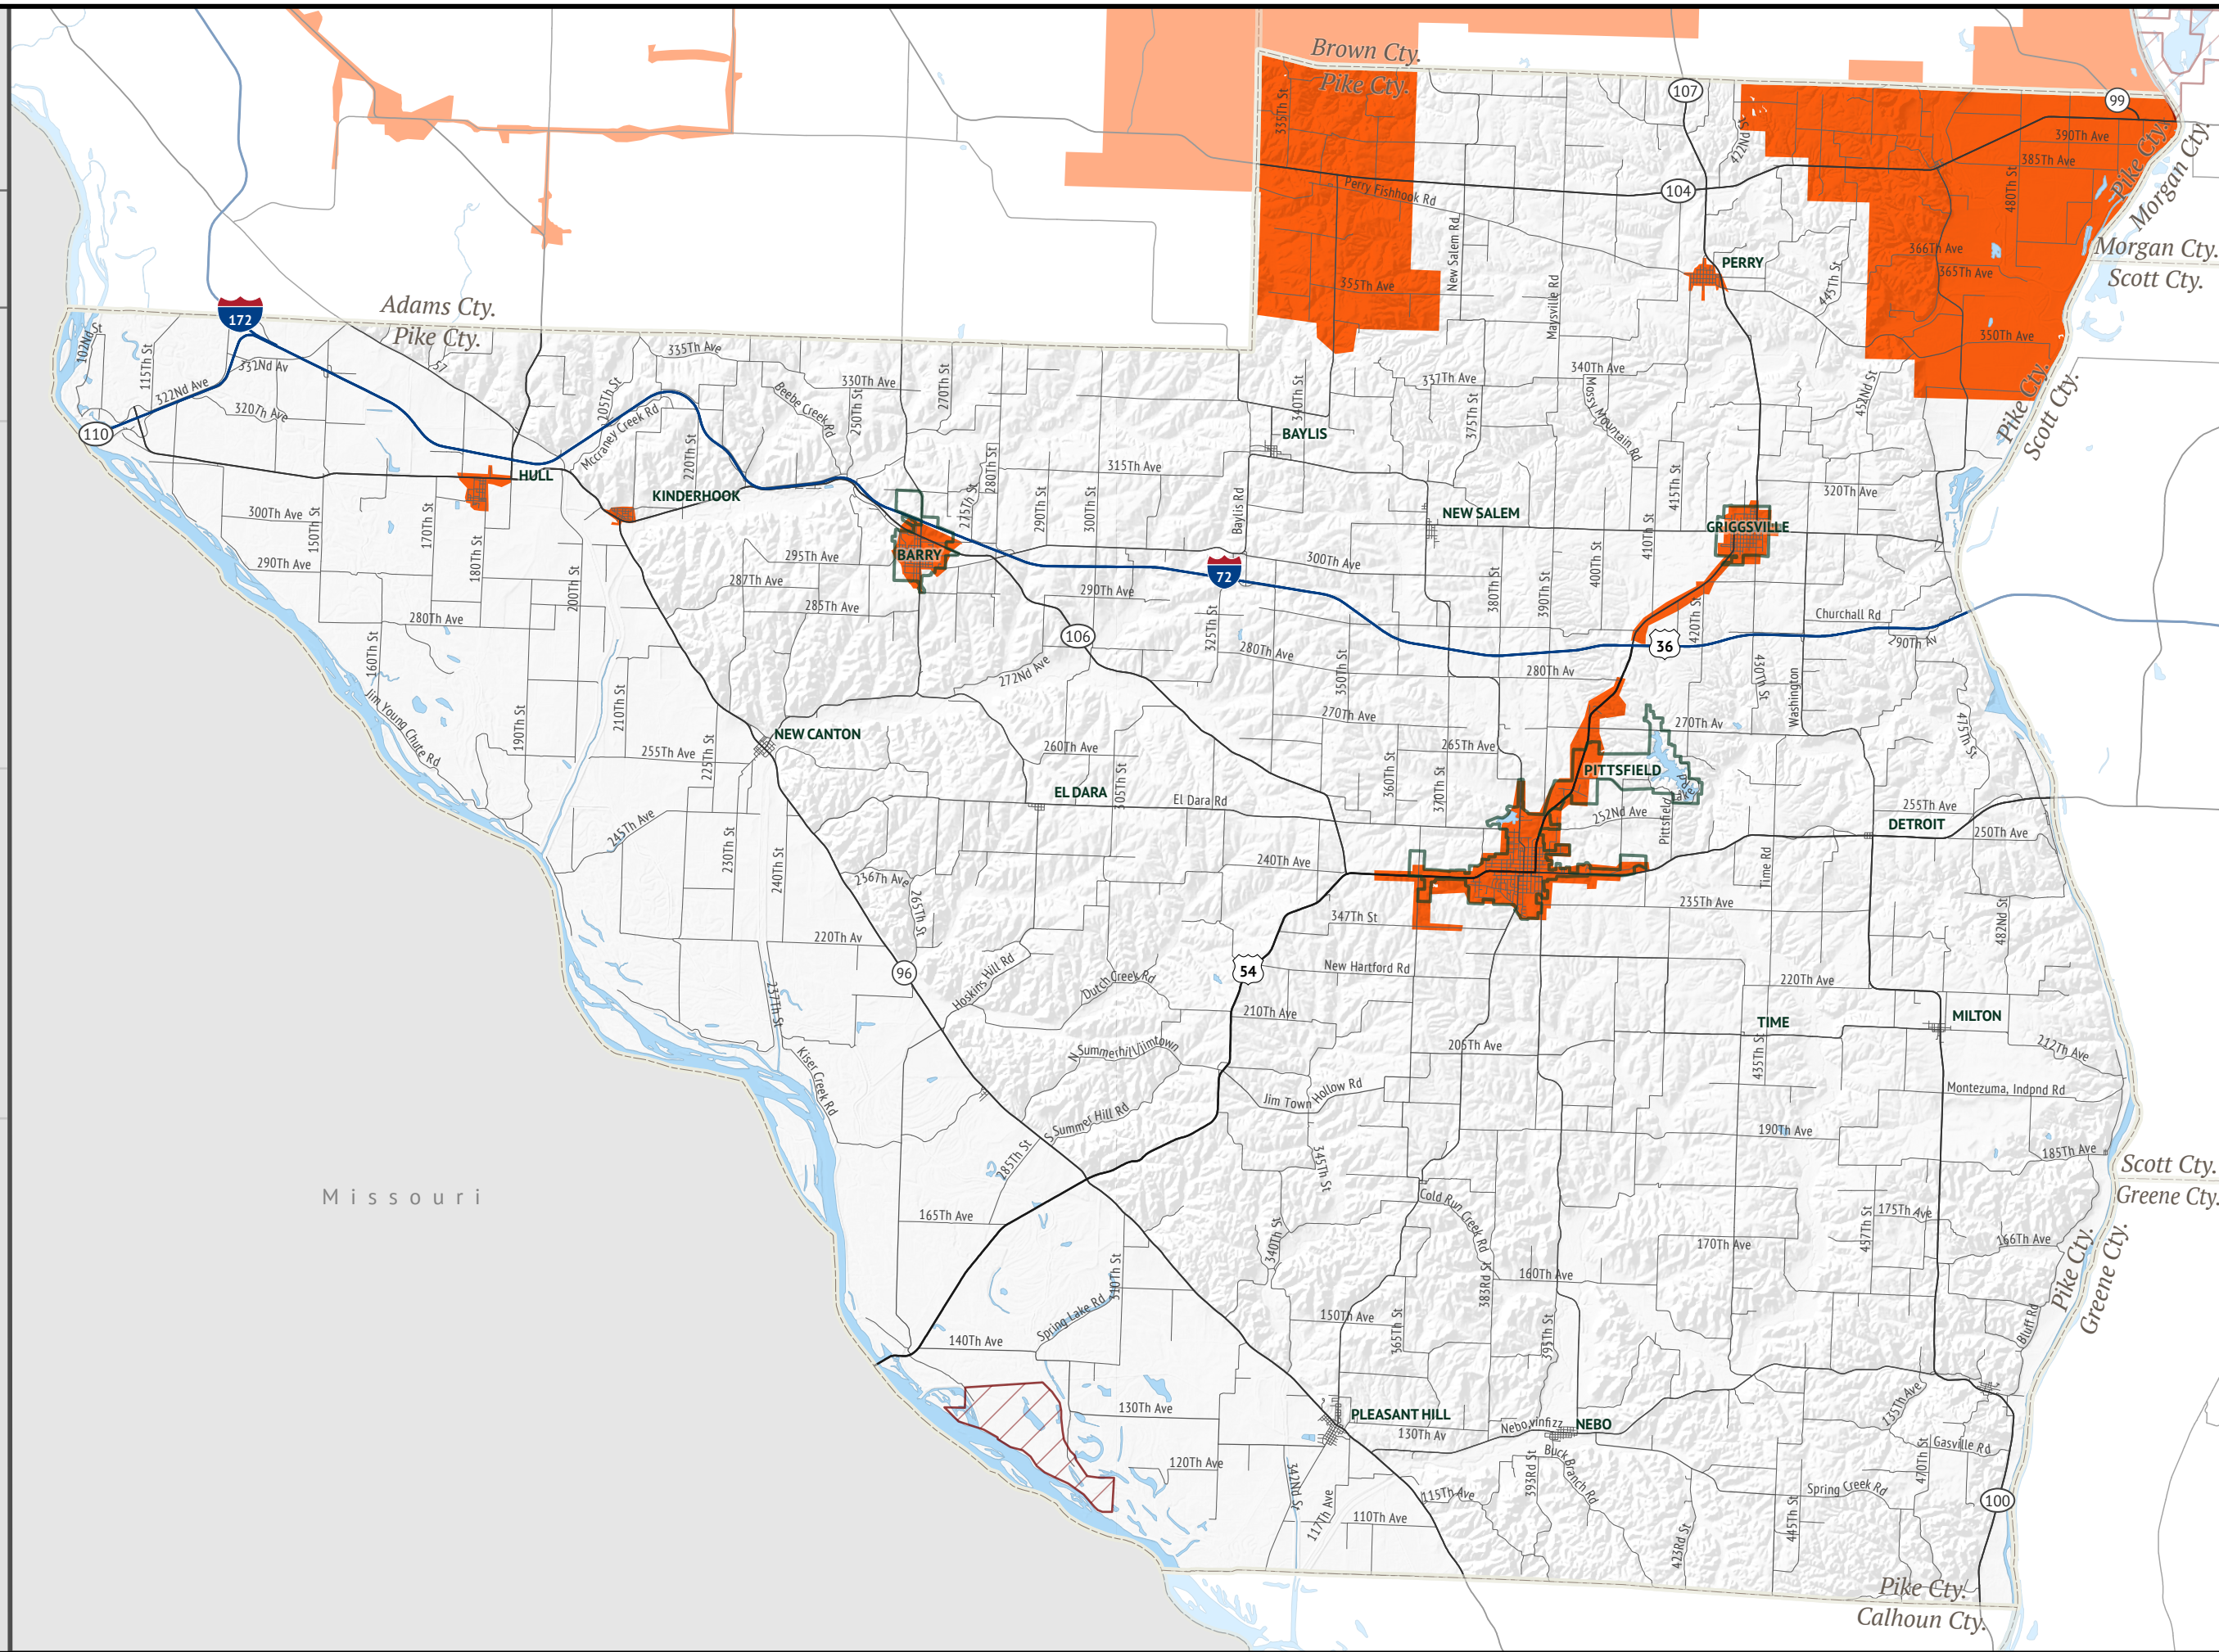 Brown Cty.
Pike Cty.
107
99
335Th St
422Nd St
390Th Ave
385Th Ave
Pike Cty.
Morgan Cty.
480Th St
Perry Fishhook Rd
104
New Salem Rd
366Th Ave
365Th Ave
Morgan Cty.
Scott Cty.
PERRY
445Th St
355Th Ave
Maysville Rd
Adams Cty.
Pike Cty.
172
102Nd St
115Th St
332Nd Av
322Nd Ave
320Th Ave
110
335Th Ave
330Th Ave
270Th St
205Th St
Mccraney Creek Rd
Beebe Creek Rd
250Th St
220Th St
350Th Ave
340Th Ave
337Th Ave
340Th St
375Th St
Mossy Mountain Rd
452Nd St
Pike Cty.
Scott Cty.
BAYLIS
315Th Ave
280Th St
275Th St
290Th St
300Th St
Baylis Rd
415Th St
410Th St
320Th Ave
HULL
KINDERHOOK
NEW SALEM
GRIGGSVILLE
300Th Ave
150Th St
170Th St
180Th St
290Th Ave
BARRY
295Th Ave
287Th Ave
285Th Ave
200Th St
72
300Th Ave
290Th Ave
380Th St
390Th St
400Th St
420Th St
Churchall Rd
290Th Av
280Th Ave
160Th St
106
325Th St
280Th Ave
350Th St
36
280Th Av
430Th St
Washington
272Nd Ave
Jim Young Chute Rd
190Th St
210Th St
225Th St
255Th Ave
NEW CANTON
260Th Ave
270Th Ave
265Th Ave
270Th Av
475Th St
PITTSFIELD
360Th St
370Th St
EL DARA
305Th St
El Dara Rd
252Nd Ave
Pittsfield
Lake
Rd
255Th Ave
DETROIT
250Th Ave
245Th Ave
230Th St
240Th St
236Th Ave
265Th St
240Th Ave
Time Rd
347Th St
235Th Ave
482Nd St
220Th Av
96
Hoskins Hill Rd
Dutch Creek Rd
54
New Hartford Rd
220Th Ave
237Th St
210Th Ave
TIME
MILTON
N Summerhill/jimtown
205Th Ave
435Th St
212Th Ave
Kiser Creek Rd
Jim Town Hollow Rd
Montezuma, Indpnd Rd
S Summer Hill Rd
285Th St
345Th St
190Th Ave
185Th Ave
Scott Cty.
Greene Cty.
Missouri
165Th Ave
Cold Run Creek Rd
340Th St
383Rd St
175Th Ave
457Th St
170Th Ave
166Th Ave
Pike Cty.
Greene Cty.
310Th St
160Th Ave
Spring Lake Rd
150Th Ave
365Th St
395Th St
Bluff Rd
140Th Ave
130Th Ave
PLEASANT HILL
130Th Av
Nebo,vinfizz
NEBO
135Th Ave
Gasville Rd
470Th St
120Th Ave
342Nd St
117Th Ave
115Th Ave
393Rd St
Buck Branch Rd
Spring Creek Rd
110Th Ave
423Rd St
445Th St
100
Pike Cty.
Calhoun Cty.